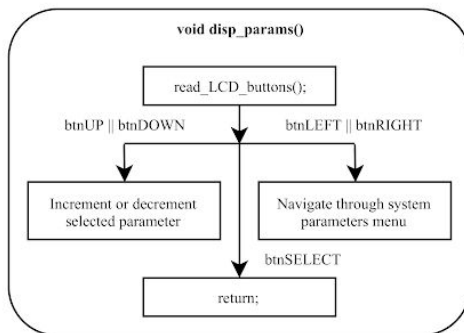 void disp_params()
read_LCD_buttons();
btnUP || btnDOWN
btnLEFT || btnRIGHT
Increment or decrement
selected parameter
Navigate through system
parameters menu
btnSELECT
return;